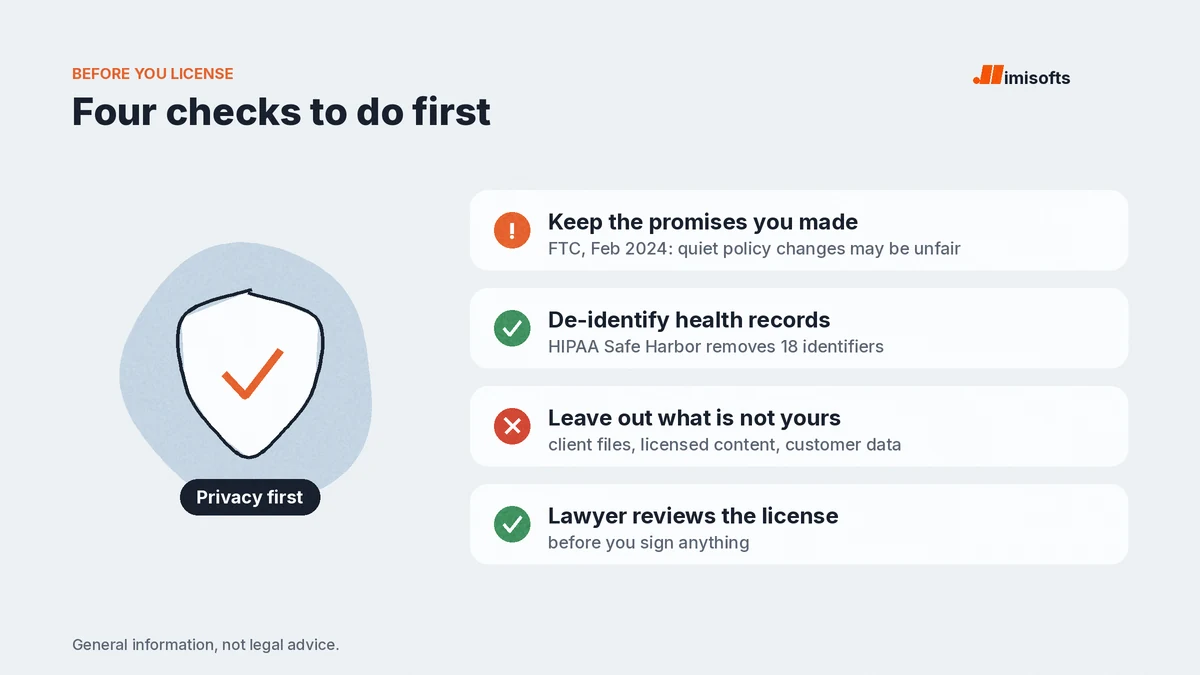 BEFORE YOU LICENSE
Four checks to do first
imisofts
Keep the promises you made
FTC, Feb 2024: quiet policy changes may be unfair
De-identify health records
HIPAA Safe Harbor removes 18 identifiers
Leave out what is not yours
client files, licensed content, customer data
Lawyer reviews the license
before you sign anything
Privacy first
General information, not legal advice.